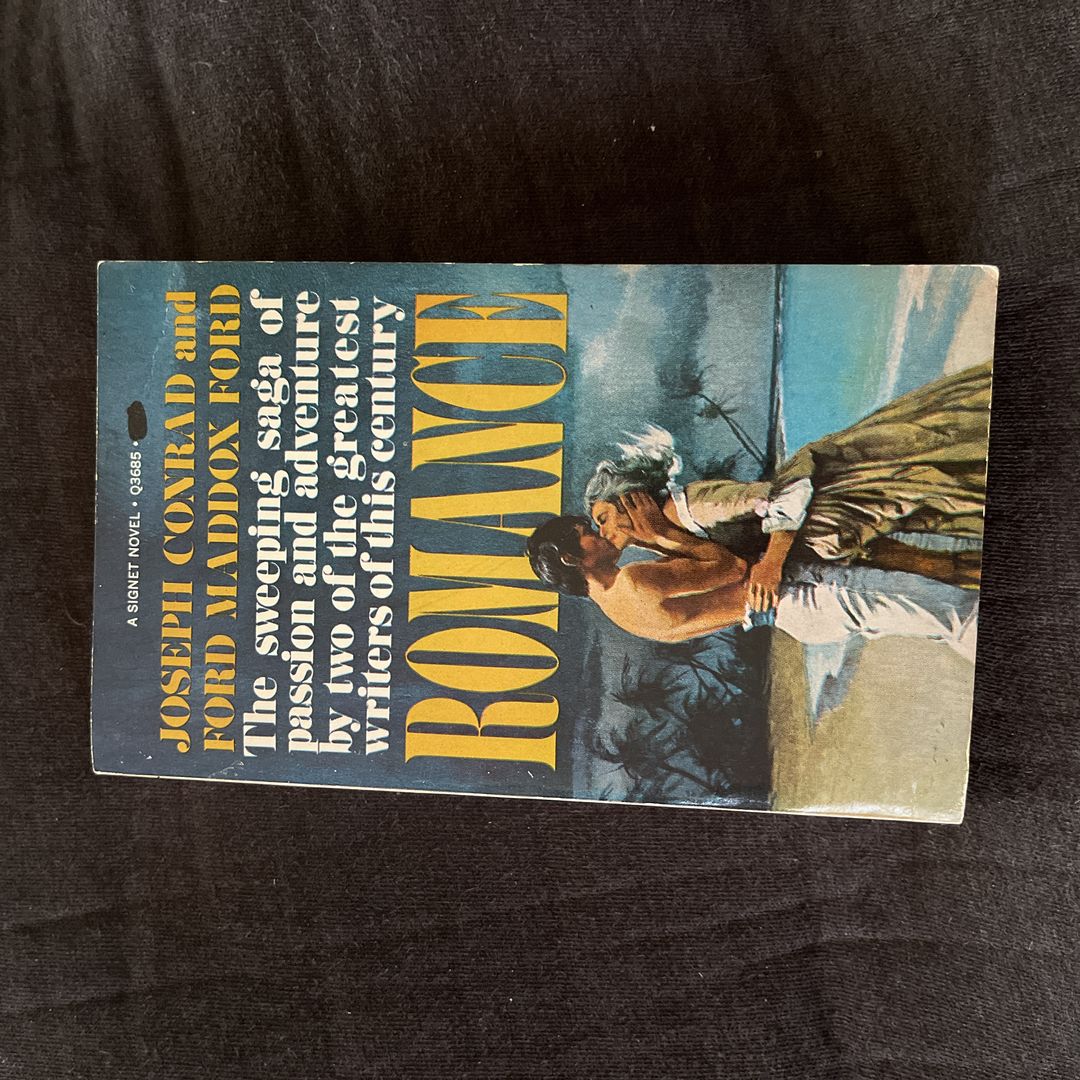 A SIGNET NOVEL • Q3685 •
JOSEPH CONRAD and
FORD MADDOX FORD
The sweeping saga of
passion and adventure
by two of the greatest
writers of this century
ROMANCE